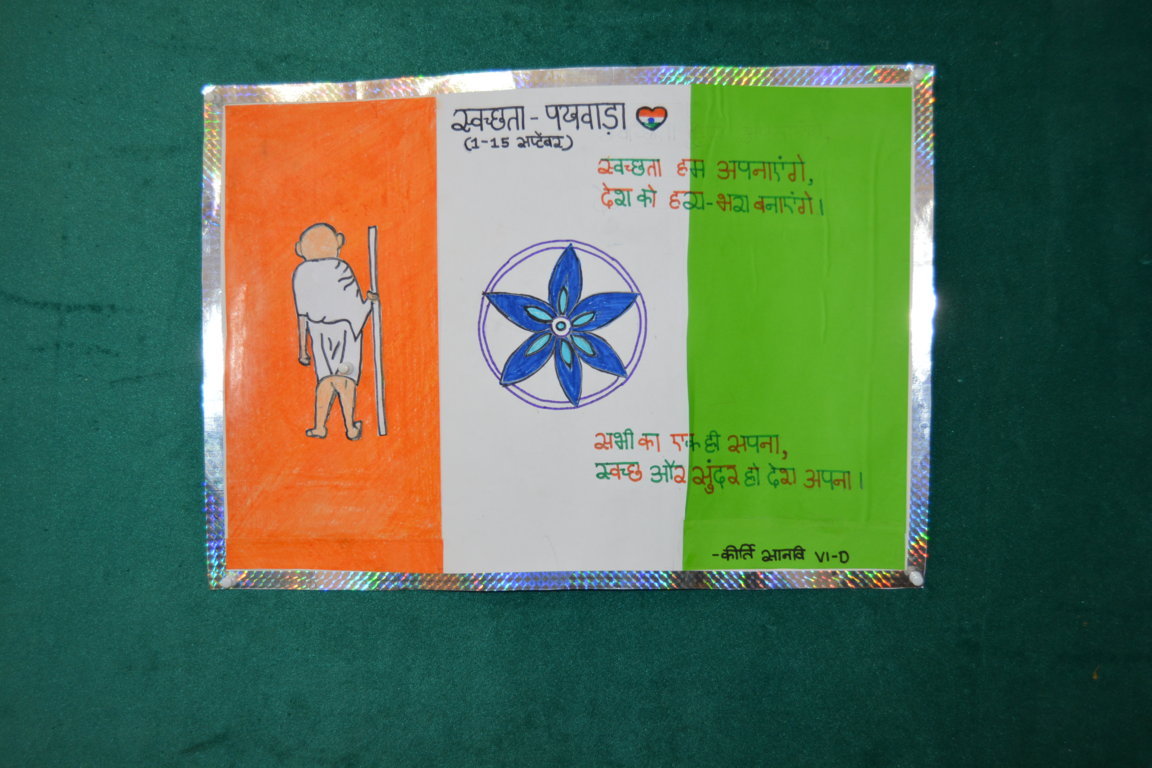 स्वच्छता - पखवाड़ा
(1-15 सप्टेंबर)
स्वच्छता हम अपनाएंगे,
देश को हरा-भरा बनाएंगे।
सभी का एक ही सपना,
स्वच्छ और सुंदर हो देश अपना।
-कीर्ति सानवि VI-D